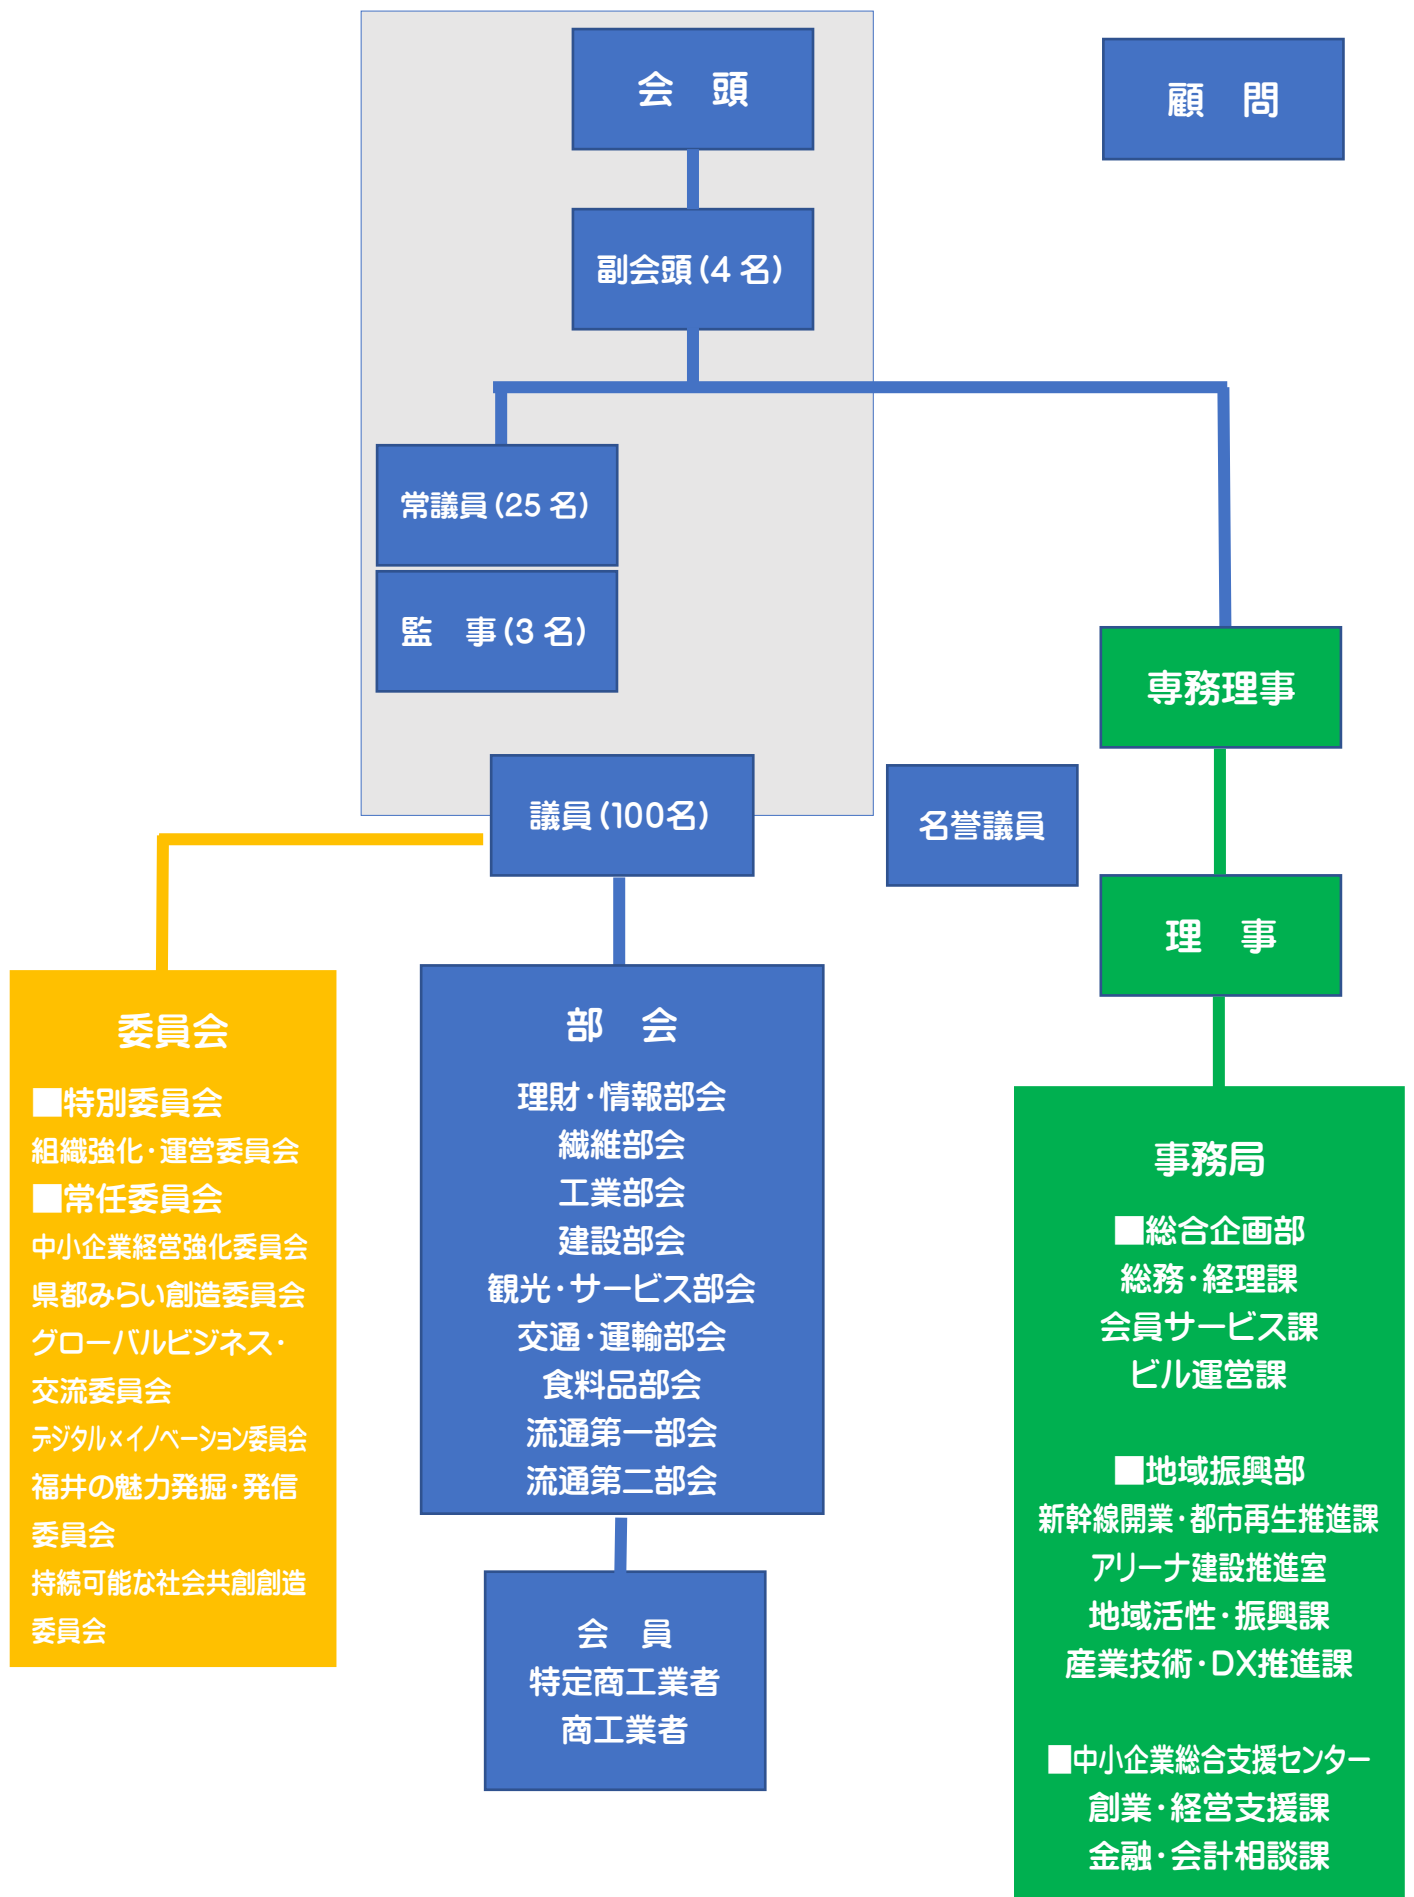 会　頭
顧　問
副会頭(4 名)
常議員(25 名)
監　事(3 名)
専務理事
議員(100名)
名誉議員
理　事
委員会
■特別委員会
組織強化・運営委員会
■常任委員会
中小企業経営強化委員会
県都みらい創造委員会
グローバルビジネス・
交流委員会
デジタル×イノベーション委員会
福井の魅力発掘・発信
委員会
持続可能な社会共創創造
委員会
部　会
理財・情報部会
繊維部会
工業部会
建設部会
観光・サービス部会
交通・運輸部会
食料品部会
流通第一部会
流通第二部会
会　員
特定商工業者
商工業者
事務局
■総合企画部
総務・経理課
会員サービス課
ビル運営課
■地域振興部
新幹線開業・都市再生推進課
アリーナ建設推進室
地域活性・振興課
産業技術・DX推進課
■中小企業総合支援センター
創業・経営支援課
金融・会計相談課